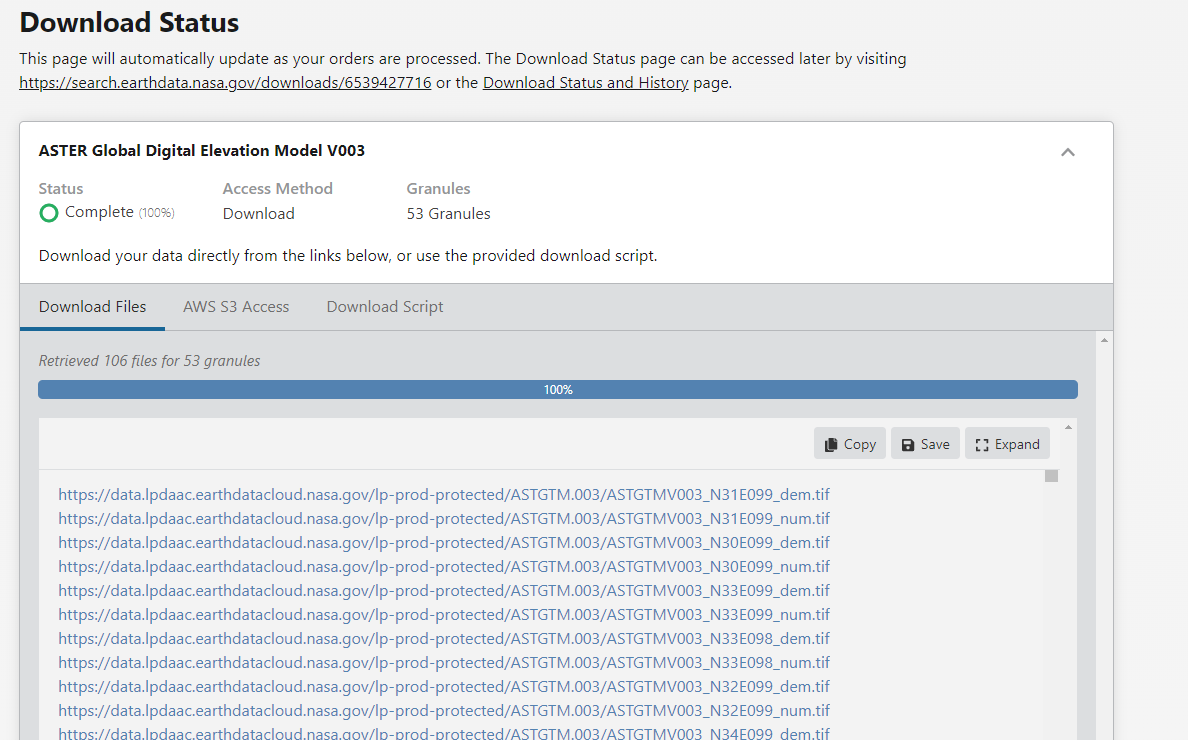 Download Status
This page will automatically update as your orders are processed. The Download Status page can be accessed later by visiting
https://search.earthdata.nasa.gov/downloads/6539427716 or the Download Status and History page.
ASTER Global Digital Elevation Model V003
Status Access Method Granules
Complete (100%) Download 53 Granules
Download your data directly from the links below, or use the provided download script.
Download Files AWS S3 Access Download Script
Retrieved 106 files for 53 granules
100%
Copy Save Expand
https://data.lpdaac.earthdatacloud.nasa.gov/lp-prod-protected/ASTGTM.003/ASTGTMV003_N31E099_dem.tif
https://data.lpdaac.earthdatacloud.nasa.gov/lp-prod-protected/ASTGTM.003/ASTGTMV003_N31E099_num.tif
https://data.lpdaac.earthdatacloud.nasa.gov/lp-prod-protected/ASTGTM.003/ASTGTMV003_N30E099_dem.tif
https://data.lpdaac.earthdatacloud.nasa.gov/lp-prod-protected/ASTGTM.003/ASTGTMV003_N30E099_num.tif
https://data.lpdaac.earthdatacloud.nasa.gov/lp-prod-protected/ASTGTM.003/ASTGTMV003_N33E099_dem.tif
https://data.lpdaac.earthdatacloud.nasa.gov/lp-prod-protected/ASTGTM.003/ASTGTMV003_N33E099_num.tif
https://data.lpdaac.earthdatacloud.nasa.gov/lp-prod-protected/ASTGTM.003/ASTGTMV003_N33E098_dem.tif
https://data.lpdaac.earthdatacloud.nasa.gov/lp-prod-protected/ASTGTM.003/ASTGTMV003_N33E098_num.tif
https://data.lpdaac.earthdatacloud.nasa.gov/lp-prod-protected/ASTGTM.003/ASTGTMV003_N32E099_dem.tif
https://data.lpdaac.earthdatacloud.nasa.gov/lp-prod-protected/ASTGTM.003/ASTGTMV003_N32E099_num.tif
https://data.lpdaac.earthdatacloud.nasa.gov/lp-prod-protected/ASTGTM.003/ASTGTMV003_N34E099_dem.tif